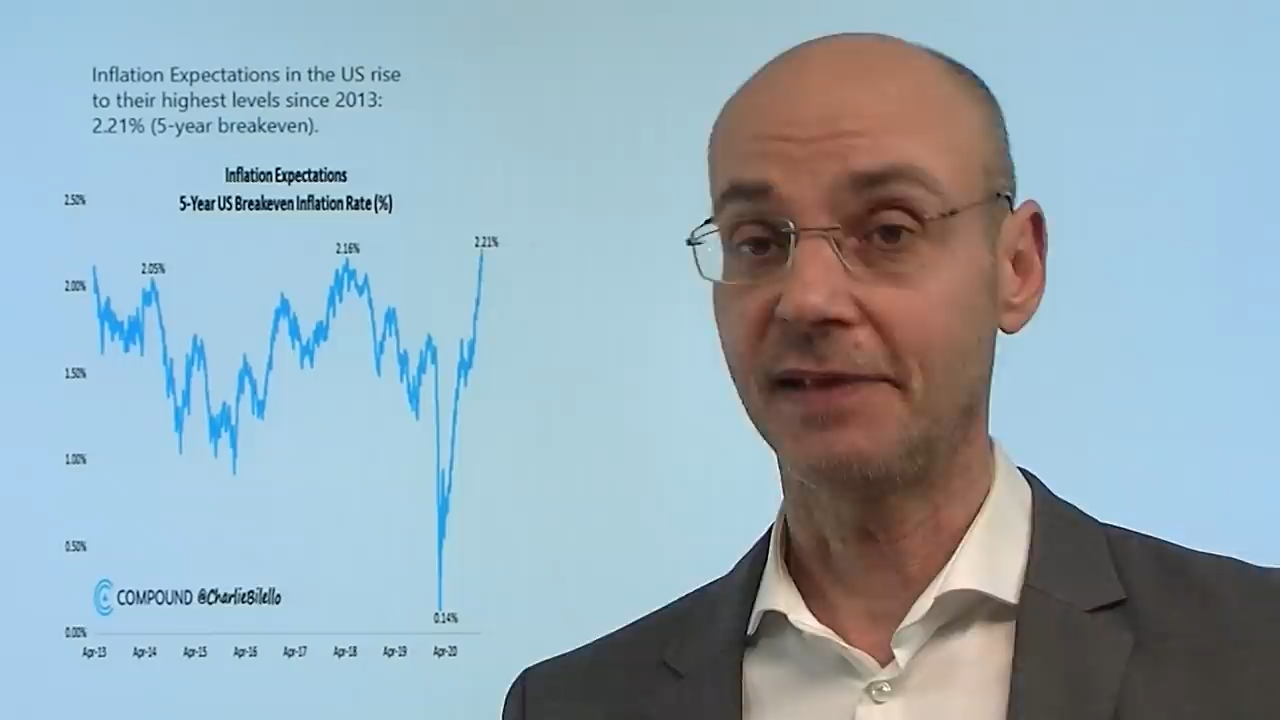 Inflation Expectations in the US rise
to their highest levels since 2013:
2.21% (5-year breakeven).
Inflation Expectations
5-Year US Breakeven Inflation Rate (%)
2.50%
2.00%
1.50%
1.00%
0.50%
0.00%
2.05%
2.16%
2.21%
0.14%
COMPOUND @CharlieBilello
Apr-13 Apr-14 Apr-15 Apr-16 Apr-17 Apr-18 Apr-19 Apr-20